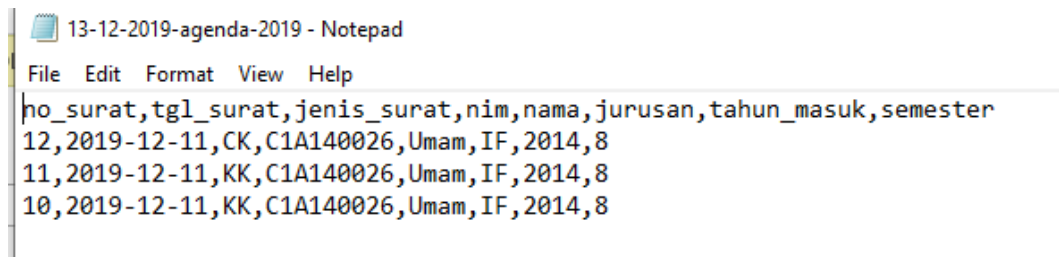 13-12-2019-agenda-2019 - Notepad
File Edit Format View Help
no_surat,tgl_surat,jenis_surat,nim,nama,jurusan,tahun_masuk,semester
12,2019-12-11,CK,C1A140026,Umam,IF,2014,8
11,2019-12-11,KK,C1A140026,Umam,IF,2014,8
10,2019-12-11,KK,C1A140026,Umam,IF,2014,8